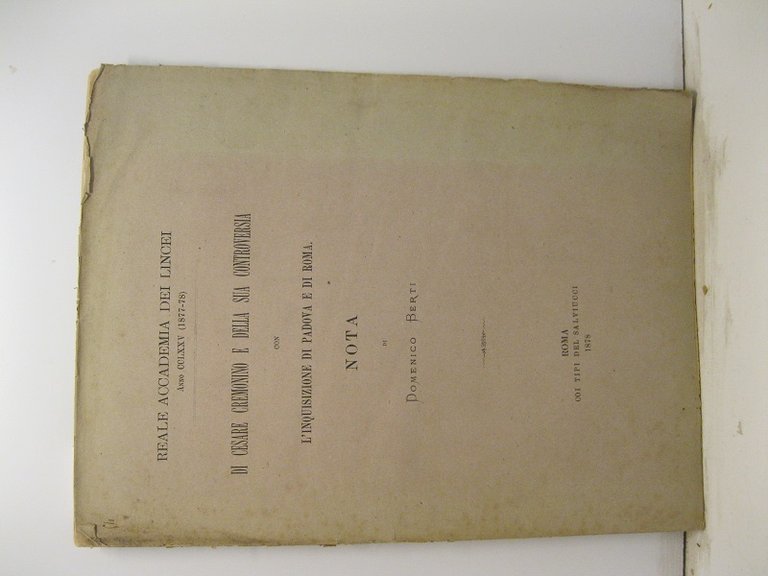 REALE ACCADEMIA DEI LINCEI
ANNO CCLXXV (1877-78)
DI CESARE CREMONINO E DELLA SUA CONTROVERSIA
CON
L'INQUISIZIONE DI PADOVA E DI ROMA.
NOTA
DI
DOMENICO BERTI
ROMA
COI TIPI DEL SALVIUCCI
1878